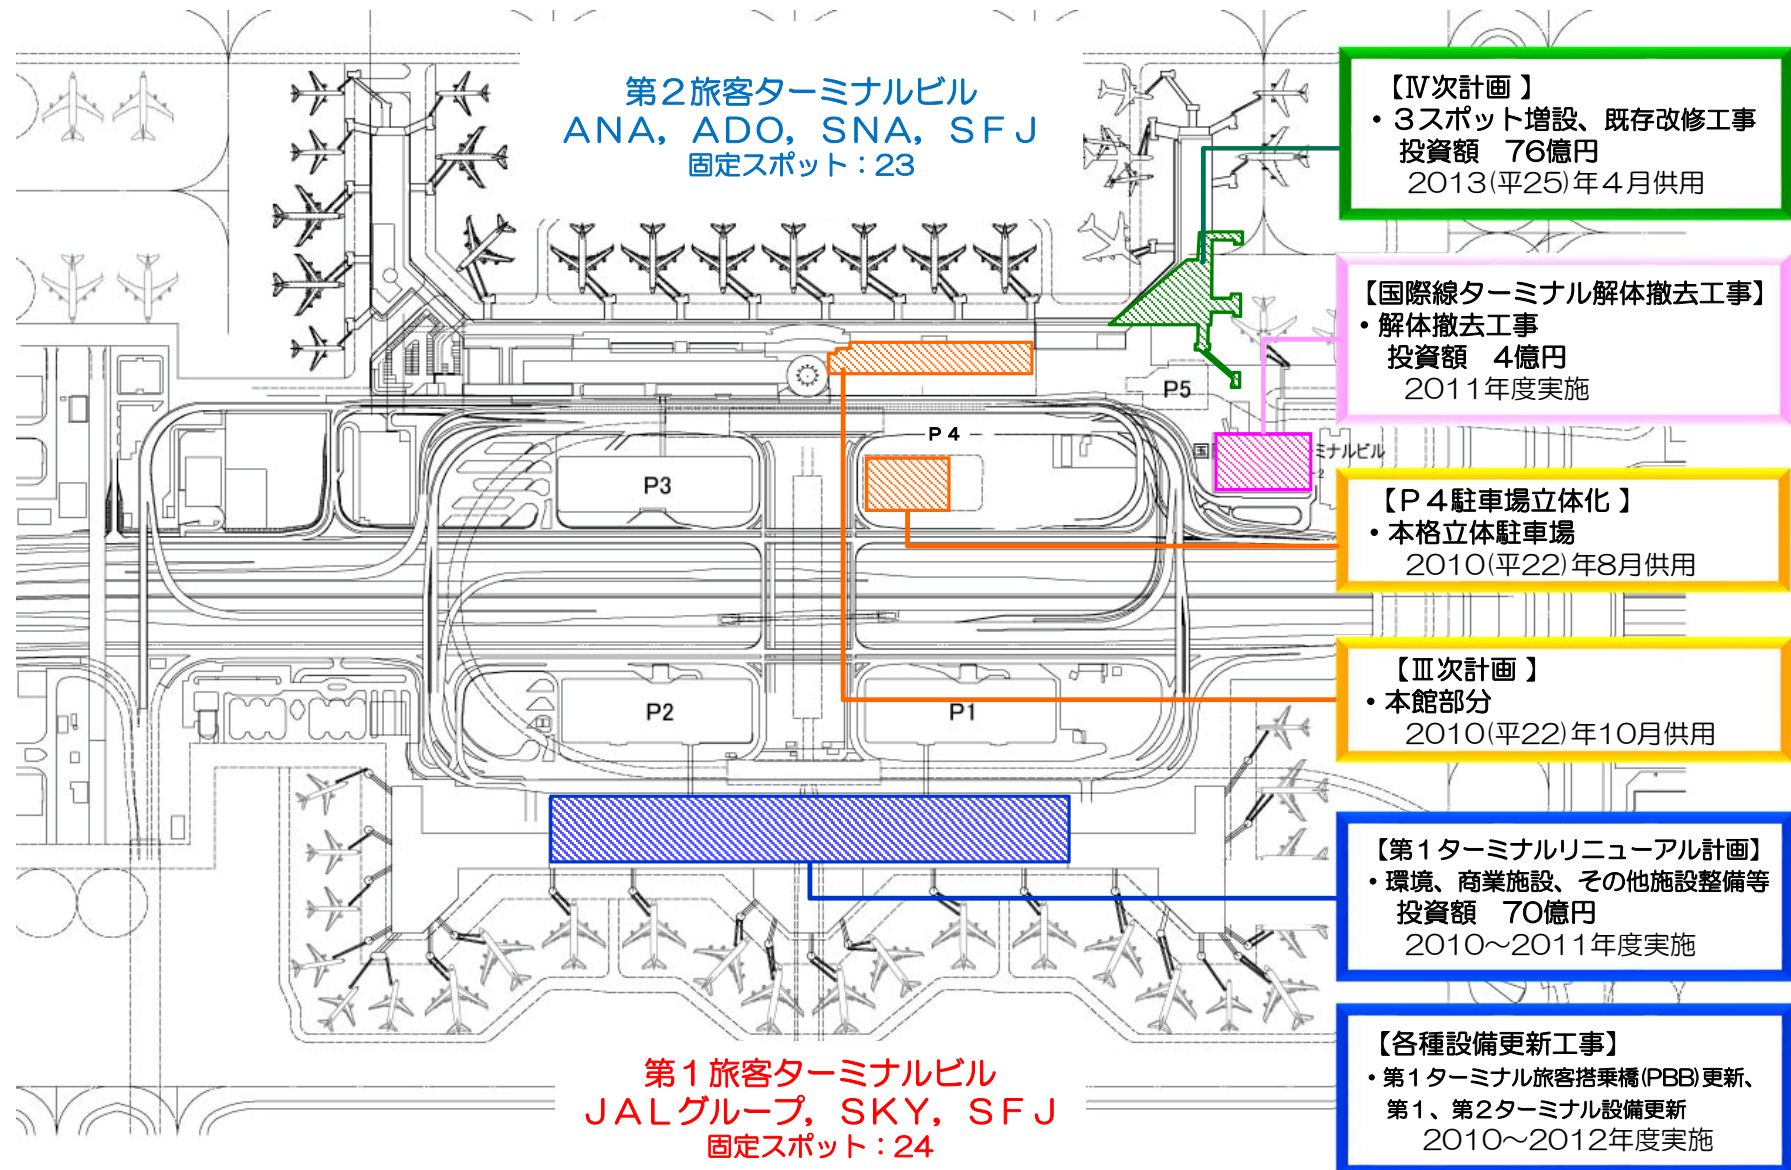 第2旅客ターミナルビル
ANA, ADO, SNA, SFJ
固定スポット：23
【Ⅳ次計画 】
・3スポット増設、既存改修工事
投資額 76億円
2013(平25)年4月供用
【国際線ターミナル解体撤去工事】
・解体撤去工事
投資額 4億円
2011年度実施
P5
P4
国
ミナルビル
P3
【P4駐車場立体化 】
・本格立体駐車場
2010(平22)年8月供用
【Ⅲ次計画 】
・本館部分
2010(平22)年10月供用
P2
P1
【第1ターミナルリニューアル計画】
・環境、商業施設、その他施設整備等
投資額 70億円
2010～2011年度実施
【各種設備更新工事】
・第1ターミナル旅客搭乗橋(PBB)更新、
第1、第2ターミナル設備更新
2010～2012年度実施
第1旅客ターミナルビル
JALグループ, SKY, SFJ
固定スポット：24